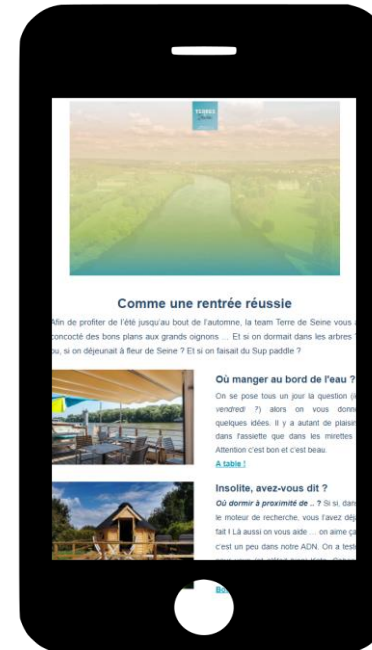 TERRES
de Seine
Comme une rentrée réussie
Afin de profiter de l'été jusqu'au bout de l'automne, la team Terre de Seine vous a
concocté des bons plans aux grands oignons … Et si on dormait dans les arbres ?
ou, si on déjeunait à fleur de Seine ? Et si on faisait du Sup paddle ?
Où manger au bord de l'eau ?
On se pose tous un jour la question (le
vendredi ?) alors on vous donne
quelques idées. Il y a autant de plaisir
dans l'assiette que dans les mirettes
Attention c'est bon et c'est beau.
A table !
Insolite, avez-vous dit ?
Où dormir à proximité de .. ? Si si, dans
le moteur de recherche, vous l'avez déjà
fait ! Là aussi on vous aide … on aime ça
c'est un peu dans notre ADN. On a testé